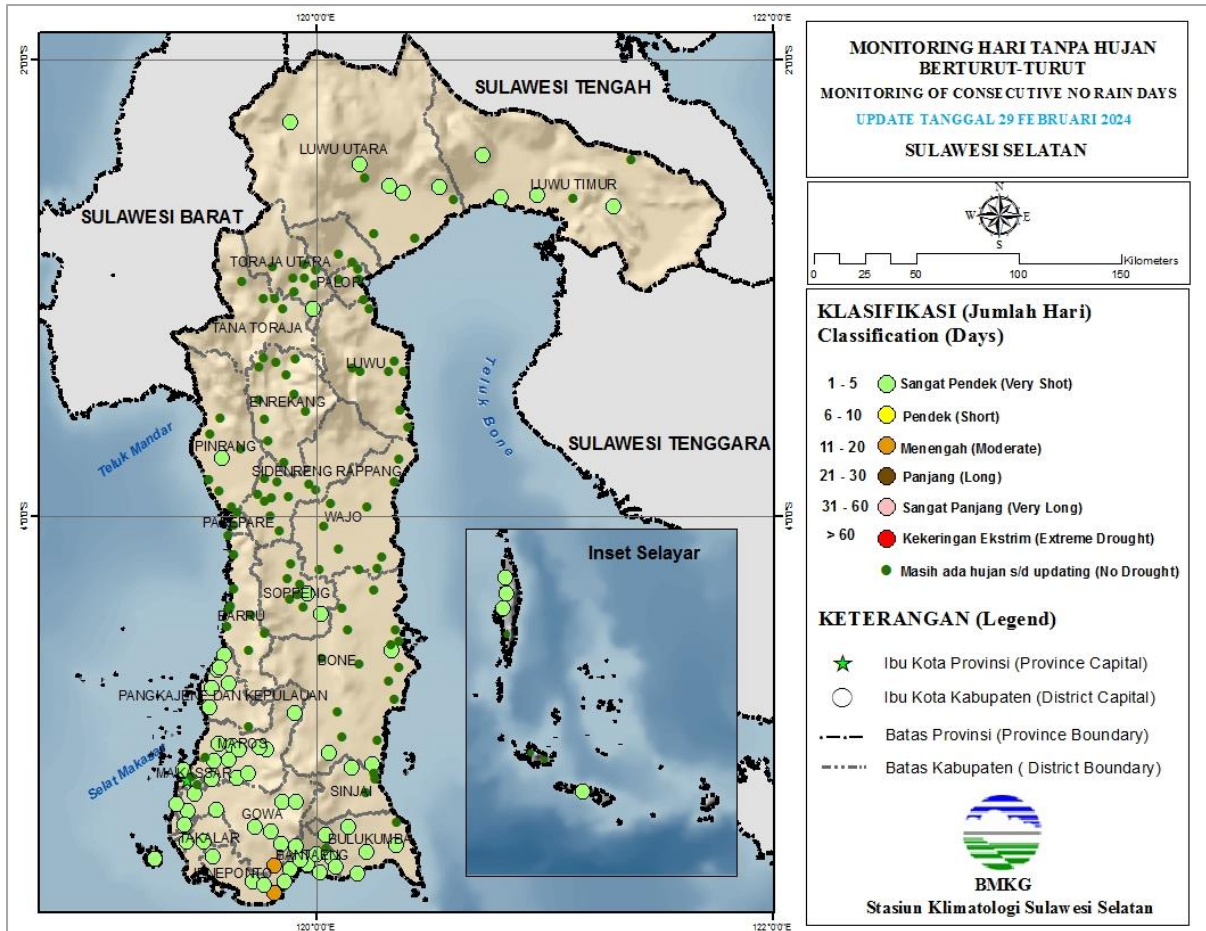 120°0'0"E
122°0'0"E
2°0'0"S
SULAWESI TENGAH
LUWU UTARA
LUWU TIMUR
SULAWESI BARAT
TORAJA UTARA
PALOPO
TANA TORAJA
LUWU
ENREKANG
Teluk Bone
Teluk Mandar
PINRANG
SULAWESI TENGGARA
SIDENRENG RAPPANG
PAREPARE
WAJO
4°0'0"S
Inset Selayar
SOPPENG
BARRU
BONE
PANGKAJENE DAN KEPULAUAN
Selat Makasar
MAROS
MAKASSAR
SINJAI
GOWA
TAKALAR
BULUKUMBA
BANTAENG
JENEPONTO
120°0'0"E
122°0'0"E
MONITORING HARI TANPA HUJAN
BERTURUT-TURUT
MONITORING OF CONSECUTIVE NO RAIN DAYS
UPDATE TANGGAL 29 FEBRUARI 2024
SULAWESI SELATAN
N
W E
S
Kilometers
0 25 50 100 150
KLASIFIKASI (Jumlah Hari)
Classification (Days)
1 - 5 Sangat Pendek (Very Shot)
6 - 10 Pendek (Short)
11 - 20 Menengah (Moderate)
21 - 30 Panjang (Long)
31 - 60 Sangat Panjang (Very Long)
> 60 Kekeringan Ekstrim (Extreme Drought)
Masih ada hujan s/d updating (No Drought)
KETERANGAN (Legend)
Ibu Kota Provinsi (Province Capital)
Ibu Kota Kabupaten (District Capital)
Batas Provinsi (Province Boundary)
Batas Kabupaten ( District Boundary)
BMKG
Stasiun Klimatologi Sulawesi Selatan